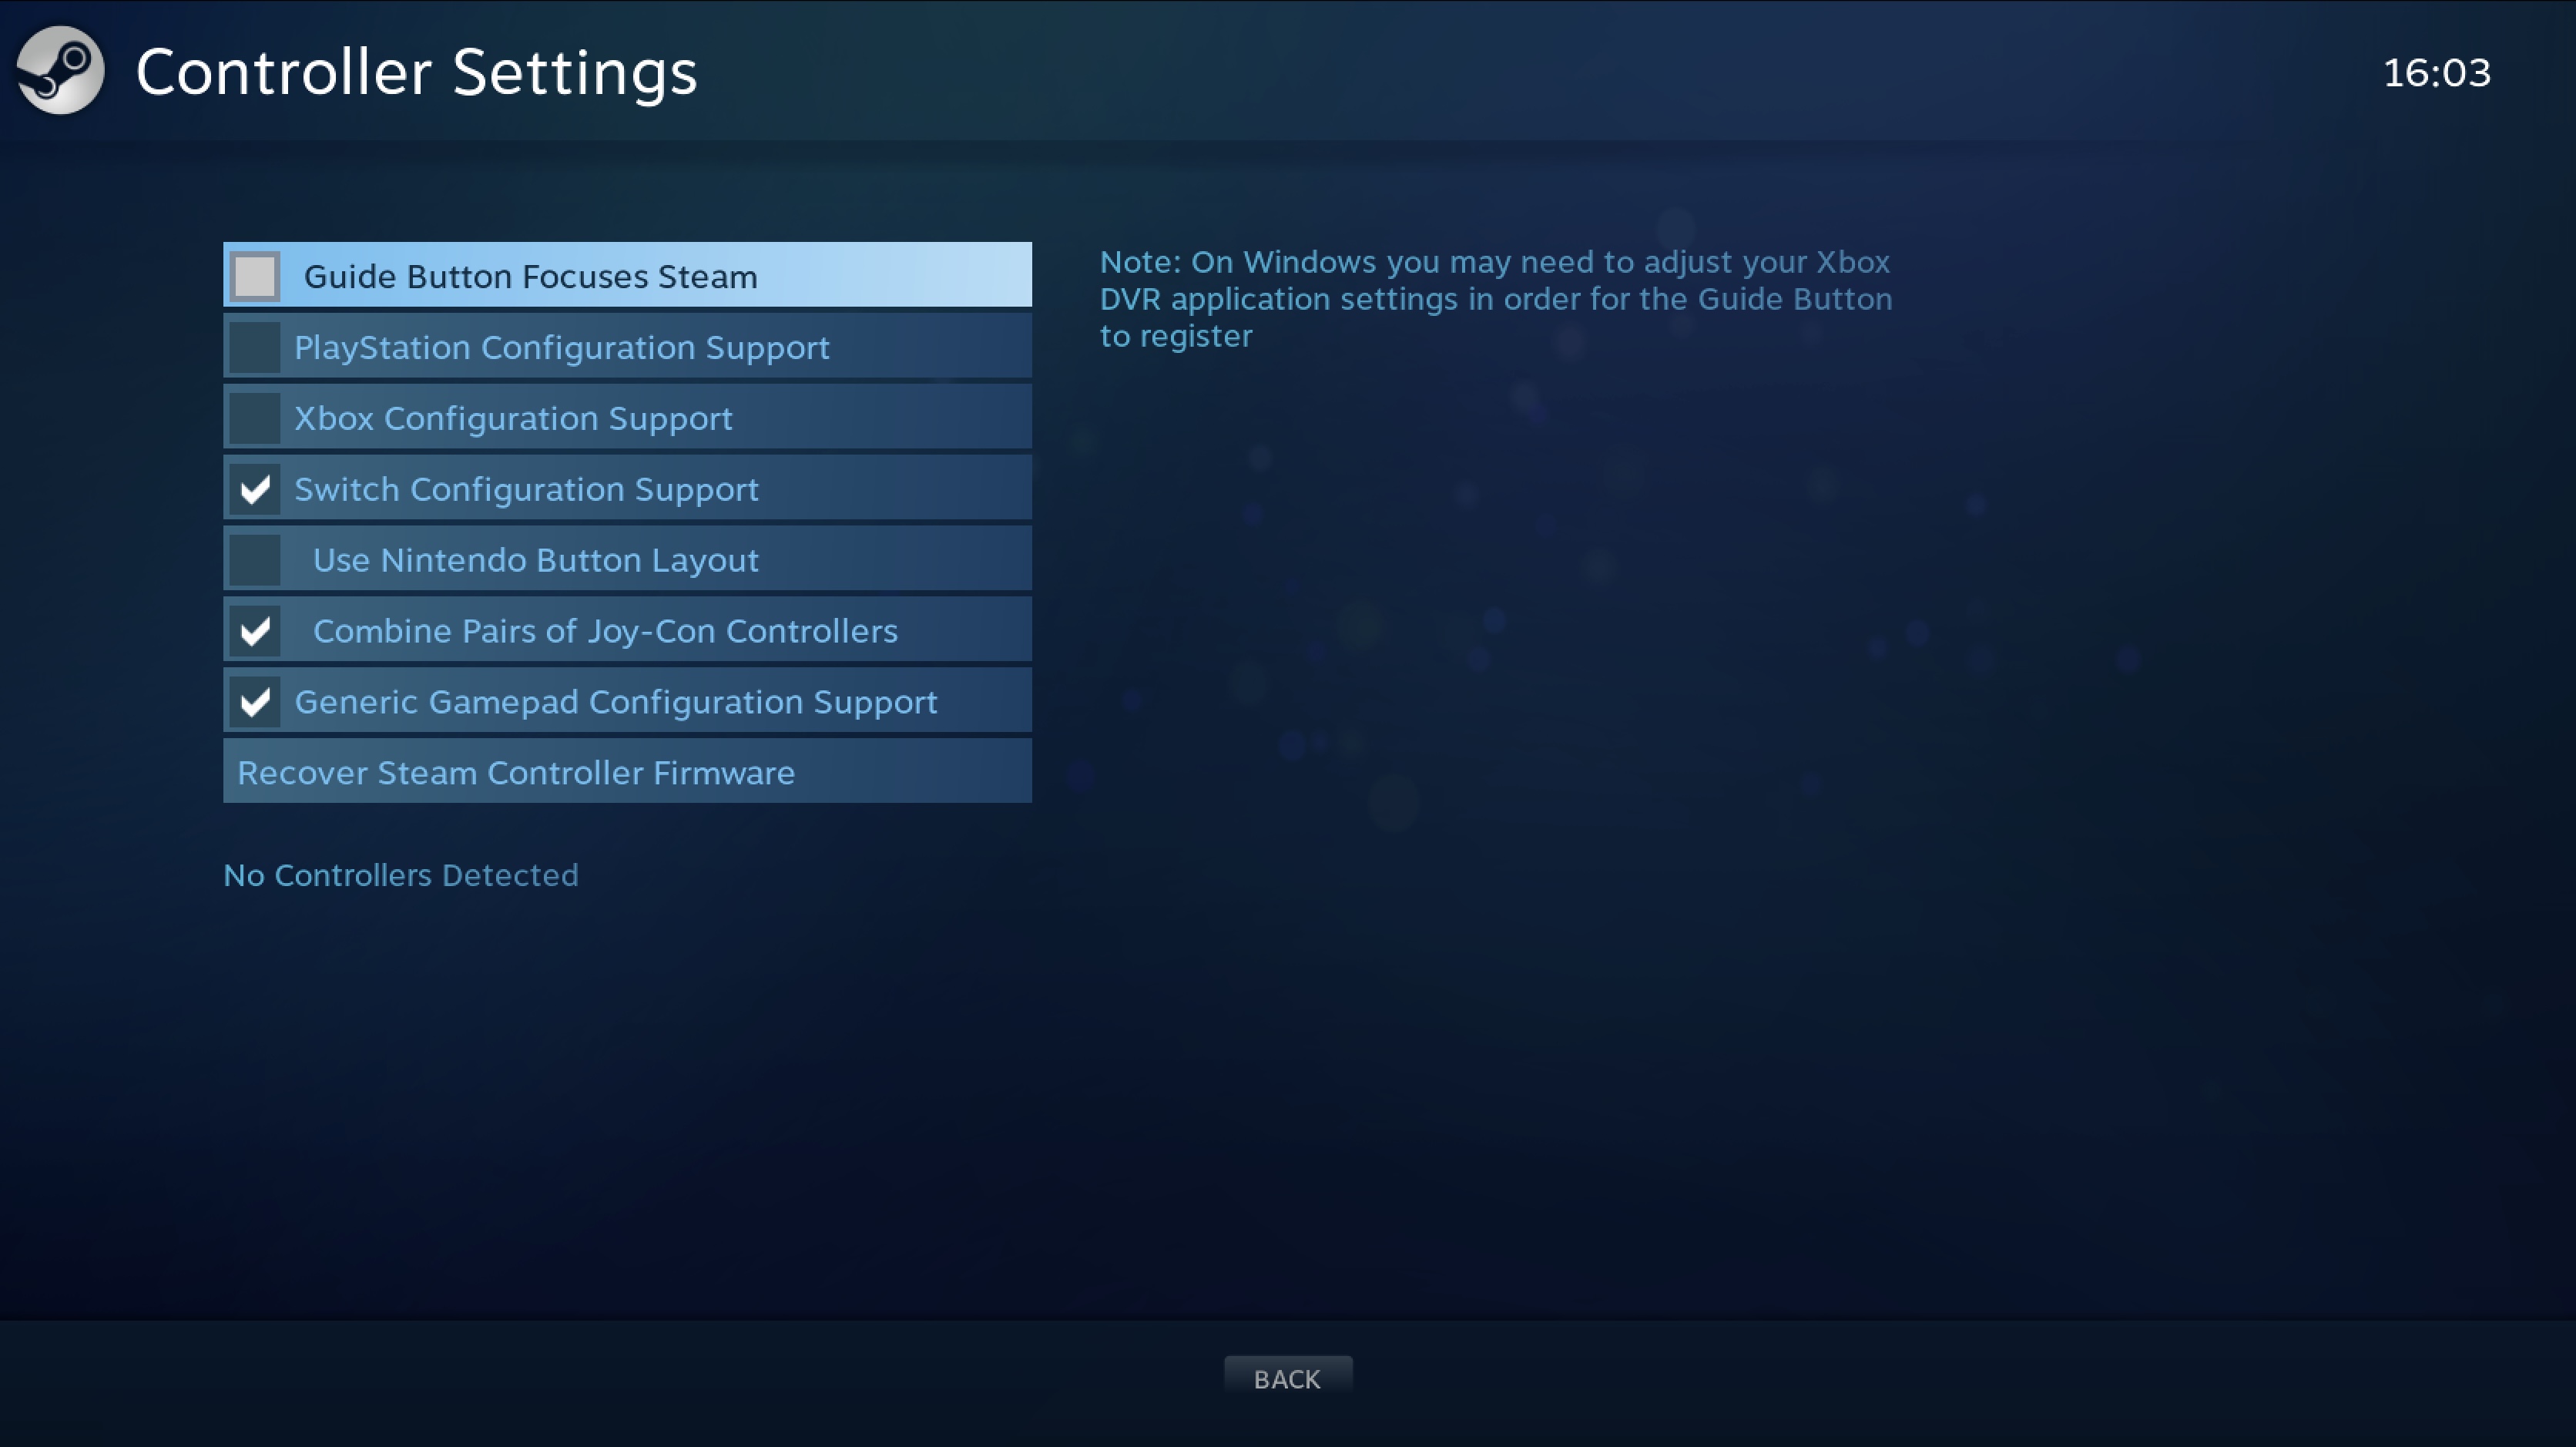 Controller Settings
16:03
Guide Button Focuses Steam
PlayStation Configuration Support
Xbox Configuration Support
Switch Configuration Support
Use Nintendo Button Layout
Combine Pairs of Joy-Con Controllers
Generic Gamepad Configuration Support
Recover Steam Controller Firmware
No Controllers Detected
Note: On Windows you may need to adjust your Xbox
DVR application settings in order for the Guide Button
to register
BACK